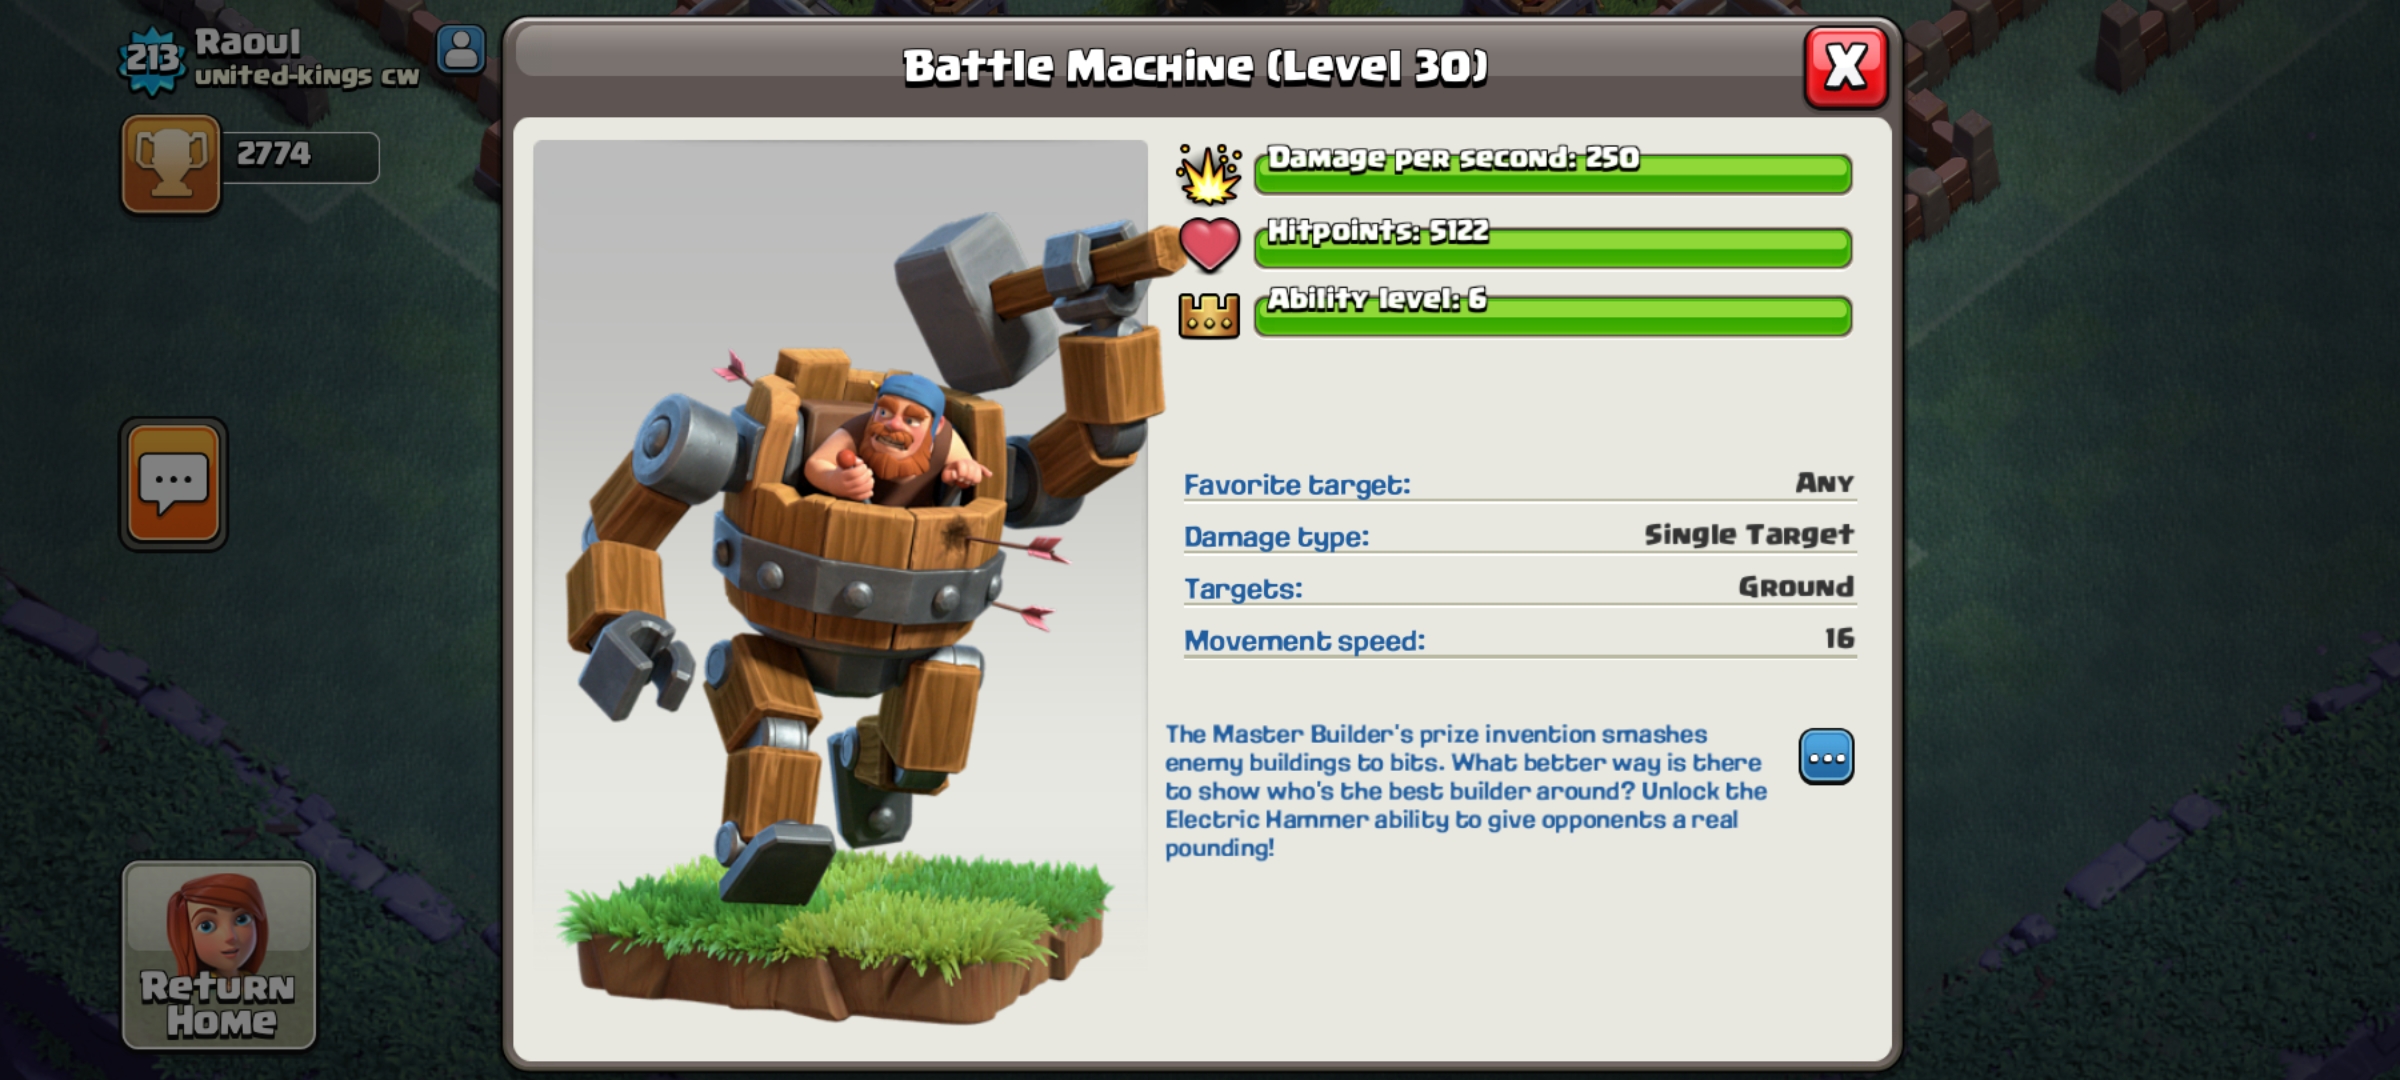 213
Raoul
united-kings cw
2774
Return
Home
Battle Machine (Level 30)
X
Damage per second: 250
Hitpoints: 5122
Ability level: 6
Favorite target: Any
Damage type: Single Target
Targets: Ground
Movement speed: 16
The Master Builder's prize invention smashes
enemy buildings to bits. What better way is there
to show who's the best builder around? Unlock the
Electric Hammer ability to give opponents a real
pounding!